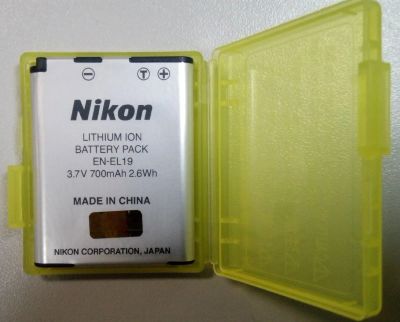 ⊖ Ⓣ ⊕
Nikon
LITHIUM ION
BATTERY PACK
EN-EL19
3.7V 700mAh 2.6Wh
MADE IN CHINA
NIKON CORPORATION, JAPAN